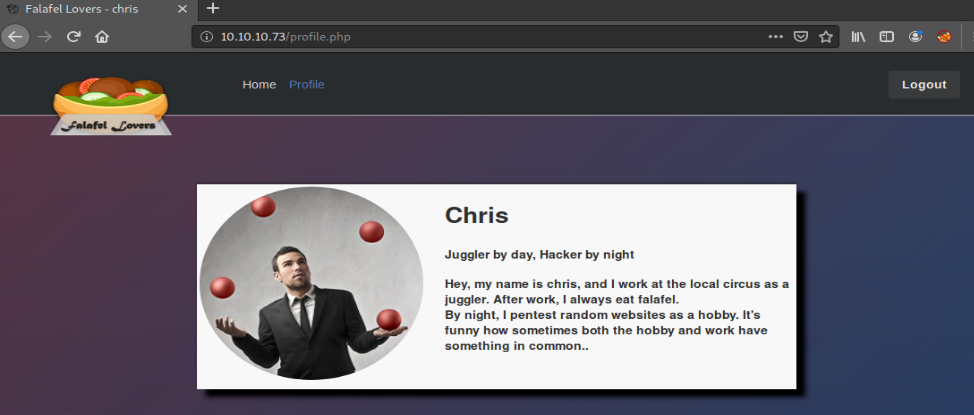 Falafel Lovers - chris
10.10.10.73/profile.php
Home Profile
Logout
Falafel Lovers
Chris
Juggler by day, Hacker by night
Hey, my name is chris, and I work at the local circus as a
juggler. After work, I always eat falafel.
By night, I pentest random websites as a hobby. It's
funny how sometimes both the hobby and work have
something in common..